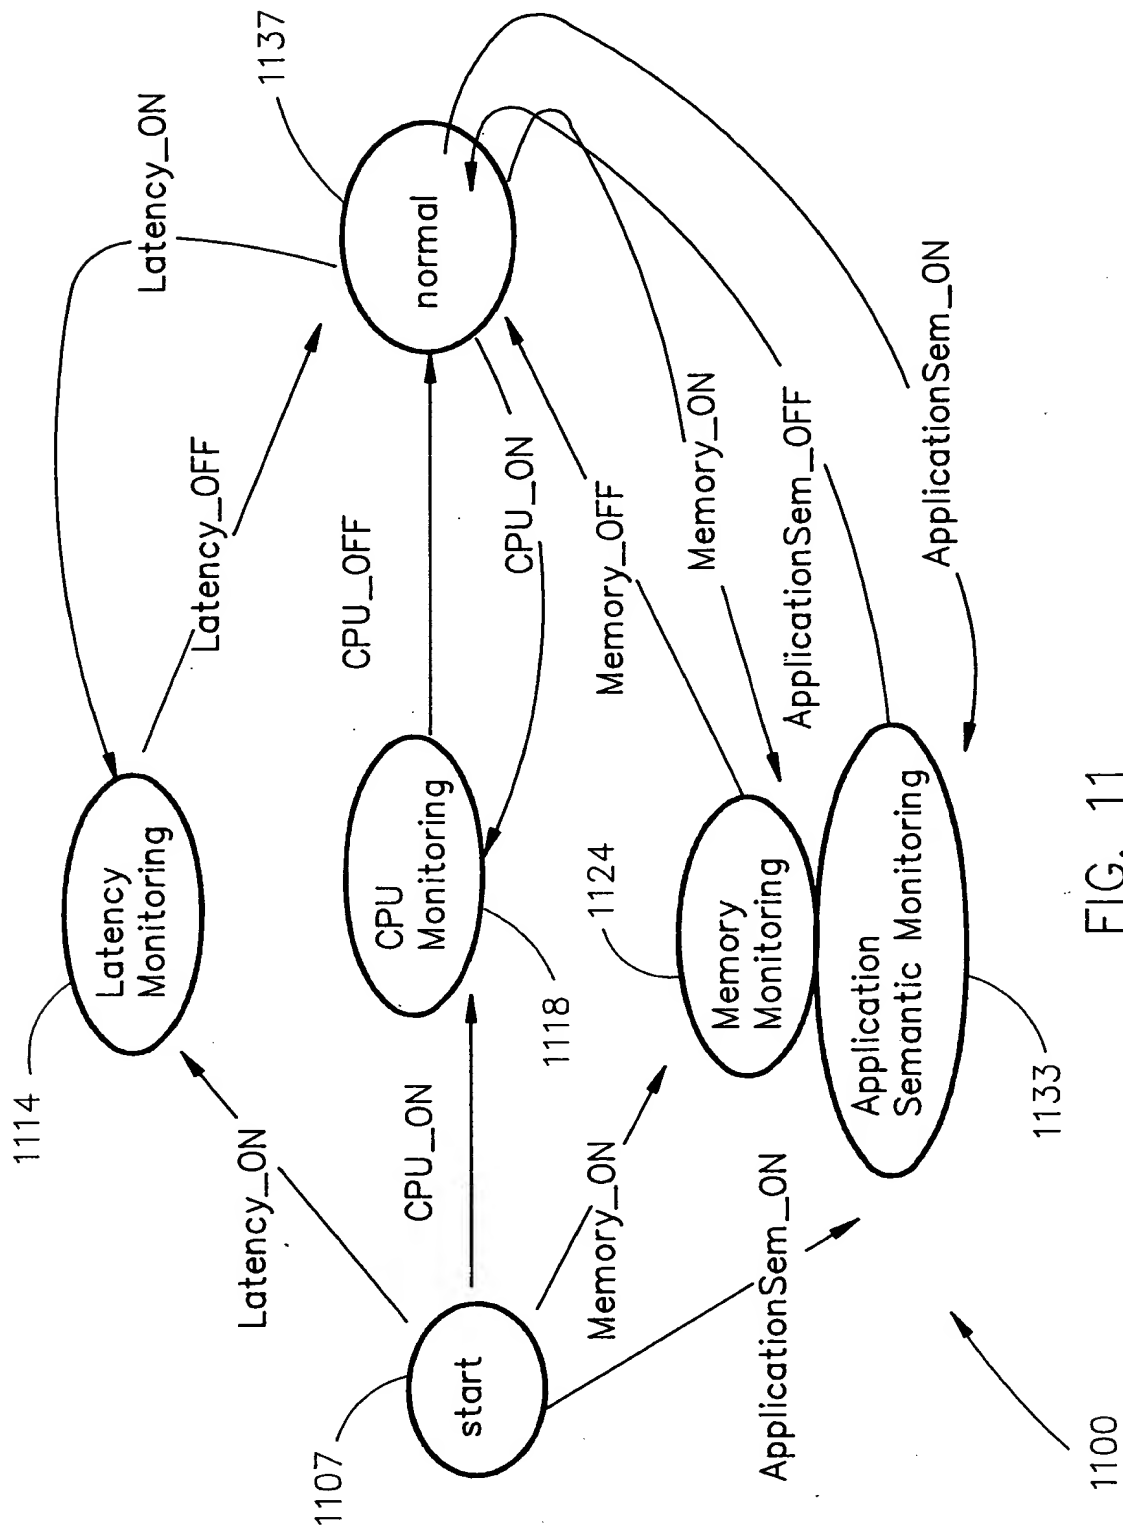 1114
Latency
Monitoring
Latency_ON
1137
Latency_ON
Latency_OFF
1107
start
CPU_ON
CPU
Monitoring
1118
CPU_OFF
CPU_ON
normal
Memory_ON
1124
Memory
Monitoring
Memory_OFF
Memory_ON
ApplicationSem_ON
Application
Semantic Monitoring
1133
ApplicationSem_OFF
ApplicationSem_ON
1100
FIG. 11